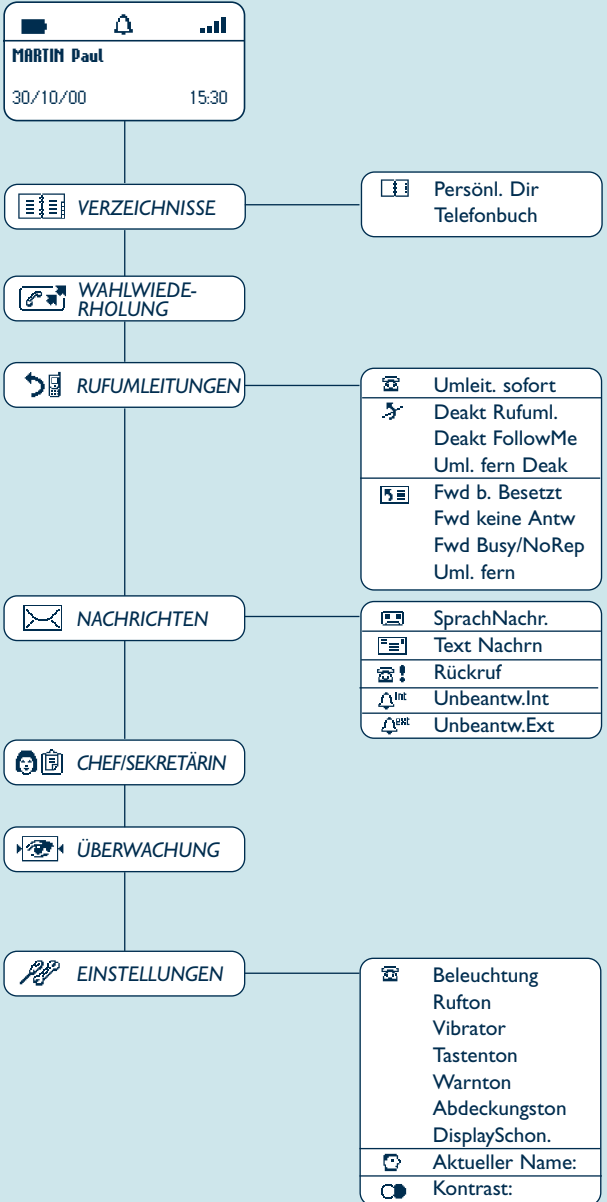 MARTIN Paul
30/10/00 15:30
VERZEICHNISSE
Persönl. Dir
Telefonbuch
WAHLWIEDE-
RHOLUNG
RUFUMLEITUNGEN
Umleit. sofort
Deakt Rufuml.
Deakt FollowMe
Uml. fern Deak
Fwd b. Besetzt
Fwd keine Antw
Fwd Busy/NoRep
Uml. fern
NACHRICHTEN
SprachNachr.
Text Nachrn
Rückruf
Int Unbeantw.Int
ext Unbeantw.Ext
CHEF/SEKRETÄRIN
ÜBERWACHUNG
EINSTELLUNGEN
Beleuchtung
Rufton
Vibrator
Tastenton
Warnton
Abdeckungston
DisplaySchon.
Aktueller Name:
Kontrast: